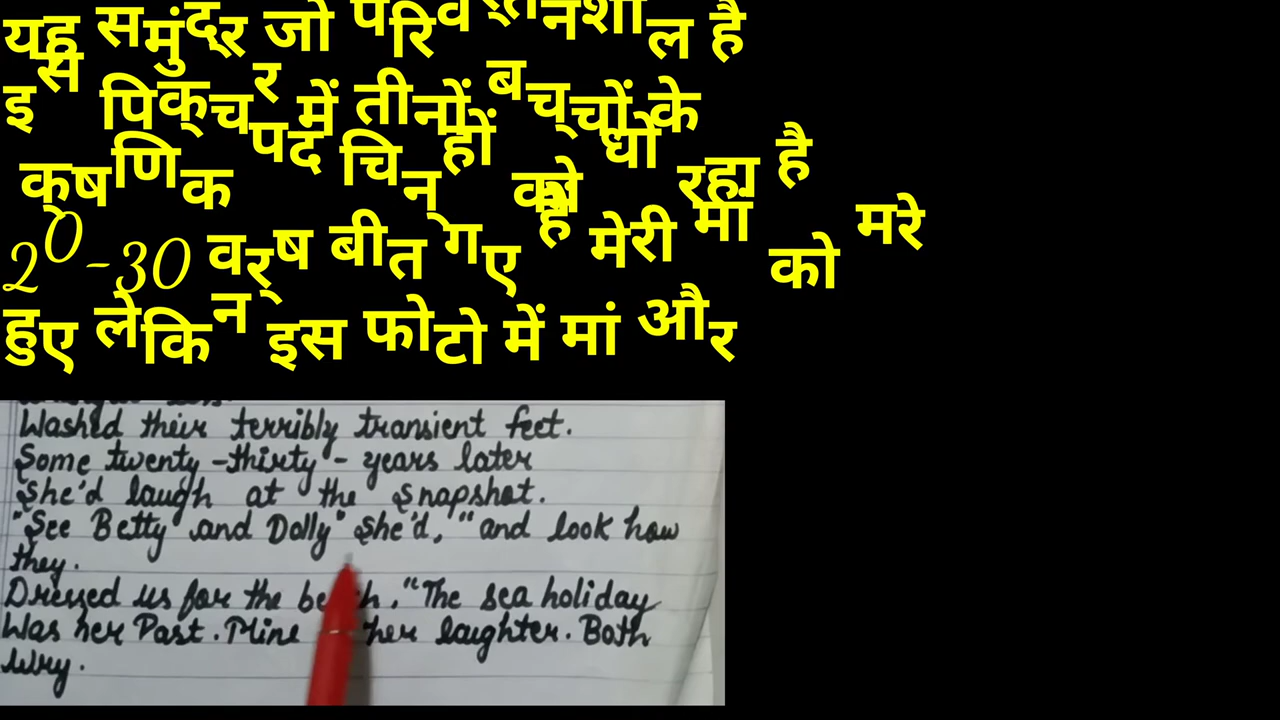 यह समुंद्र जो परिवर्तनशील है
इस पिक्चर में तीनों बच्चों के
क्षणिक पद चिन्हों को धो रहा है
20-30 वर्ष बीत गए है मेरी मां को मरे
हुए लेकिन इस फोटो में मां और
Washed their terribly transient feet.
Some twenty-thirty- years later
She'd laugh at the snapshot.
"See Betty and Dolly" she'd, "and look how
they.
Dressed us for the beach. "The sea holiday
Was her Past. Mine her laughter. Both
Wry.